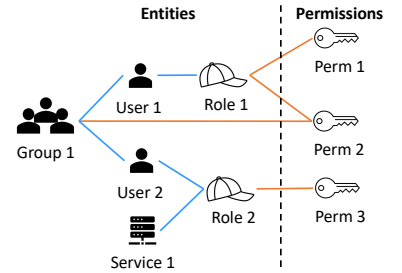 Entities
Permissions
Perm 1
User 1
Role 1
Group 1
Perm 2
User 2
Role 2
Perm 3
Service 1